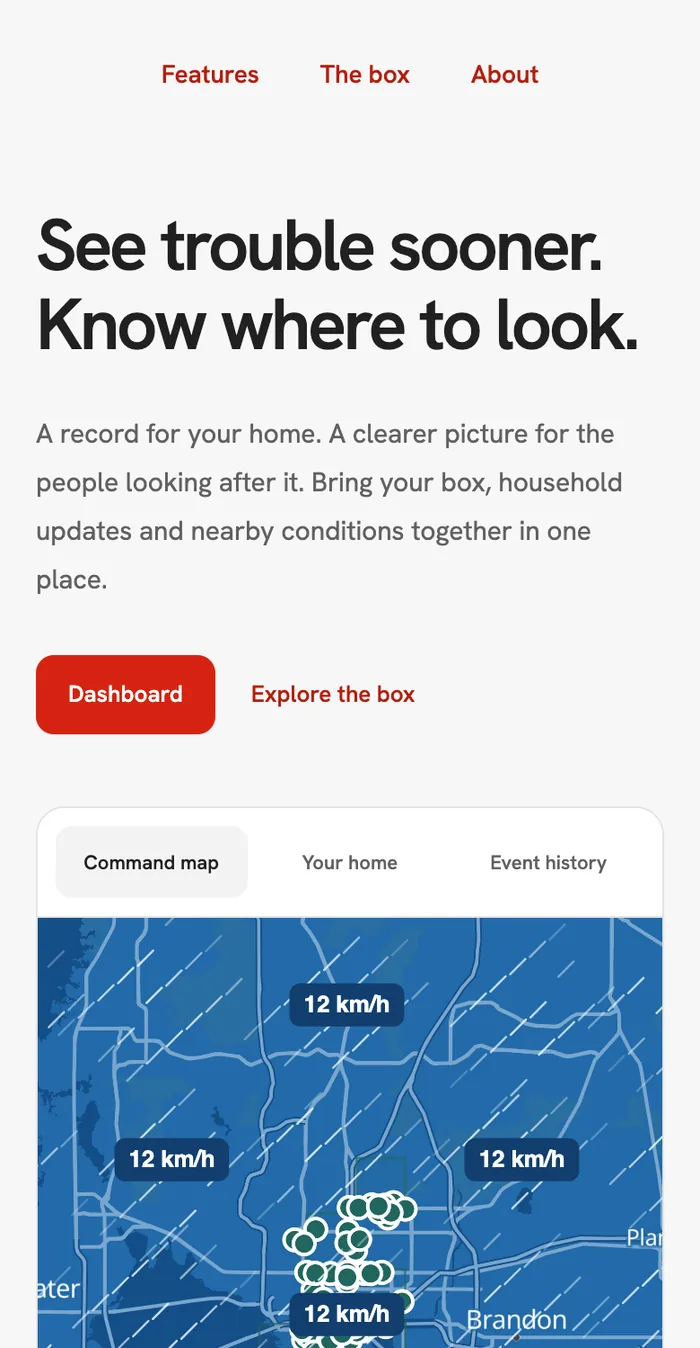 Features The box About
See trouble sooner.
Know where to look.
A record for your home. A clearer picture for the
people looking after it. Bring your box, household
updates and nearby conditions together in one
place.
Dashboard Explore the box
Command map Your home Event history
12 km/h
12 km/h 12 km/h
Plan
ater
12 km/h
Brandon